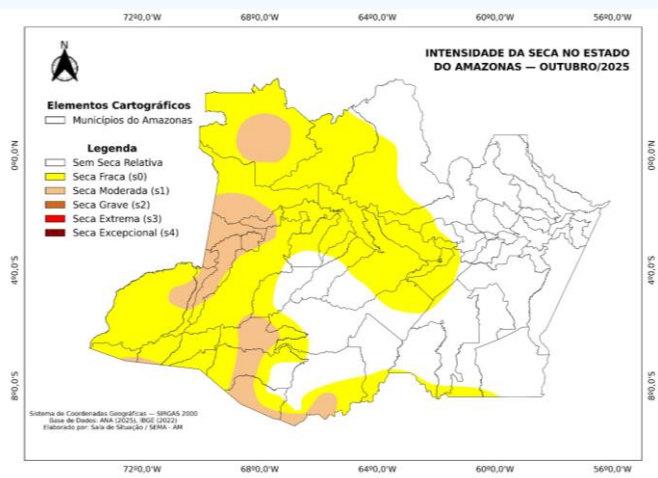 72º0,0'W 68º0,0'W 64º0,0'W 60º0,0'W 56º0,0'W
N
INTENSIDADE DA SECA NO ESTADO
DO AMAZONAS — OUTUBRO/2025
Elementos Cartográficos
Municípios do Amazonas
Legenda
Sem Seca Relativa
Seca Fraca (s0)
Seca Moderada (s1)
Seca Grave (s2)
Seca Extrema (s3)
Seca Excepcional (s4)
0º0,0'N 0º0,0'N
4º0,0'S 4º0,0'S
8º0,0'S 8º0,0'S
Sistema de Coordenadas Geográficas — SIRGAS 2000
Base de Dados: ANA (2025), IBGE (2022)
Elaborado por: Sala de Situação / SEMA - AM
72º0,0'W 68º0,0'W 64º0,0'W 60º0,0'W 56º0,0'W